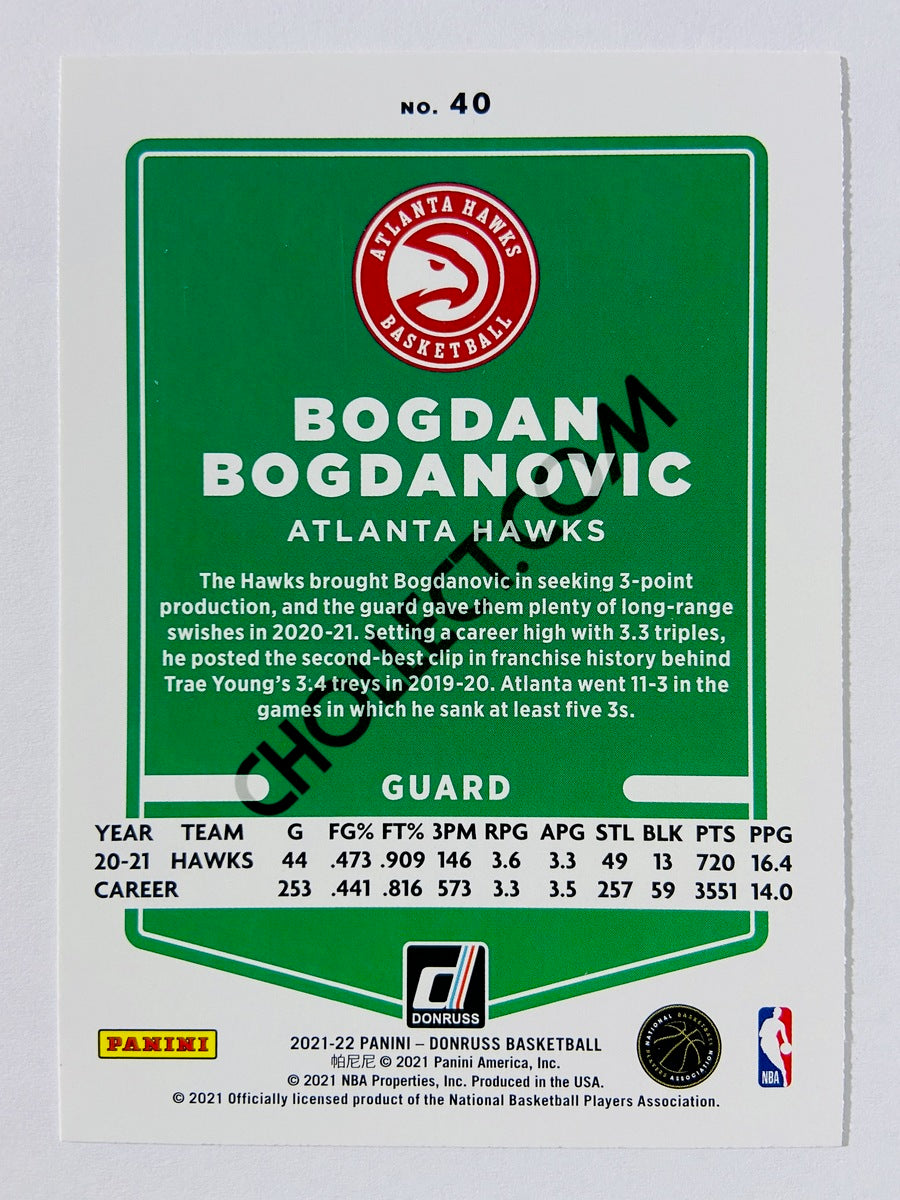 NO. 40
ATLANTA HAWKS
BASKETBALL
BOGDAN
BOGDANOVIC
ATLANTA HAWKS
The Hawks brought Bogdanovic in seeking 3-point
production, and the guard gave them plenty of long-range
swishes in 2020-21. Setting a career high with 3.3 triples,
he posted the second-best clip in franchise history behind
Trae Young's 3.4 treys in 2019-20. Atlanta went 11-3 in the
games in which he sank at least five 3s.
CHOLLECT.COM
GUARD
YEAR TEAM G FG% FT% 3PM RPG APG STL BLK PTS PPG
20-21 HAWKS 44 .473 .909 146 3.6 3.3 49 13 720 16.4
CAREER 253 .441 .816 573 3.3 3.5 257 59 3551 14.0
d
DONRUSS
PANINI
2021-22 PANINI – DONRUSS BASKETBALL
帕尼尼 © 2021 Panini America, Inc.
© 2021 NBA Properties, Inc. Produced in the USA.
© 2021 Officially licensed product of the National Basketball Players Association.
NATIONAL BASKETBALL
PLAYERS ASSOCIATION
NBA